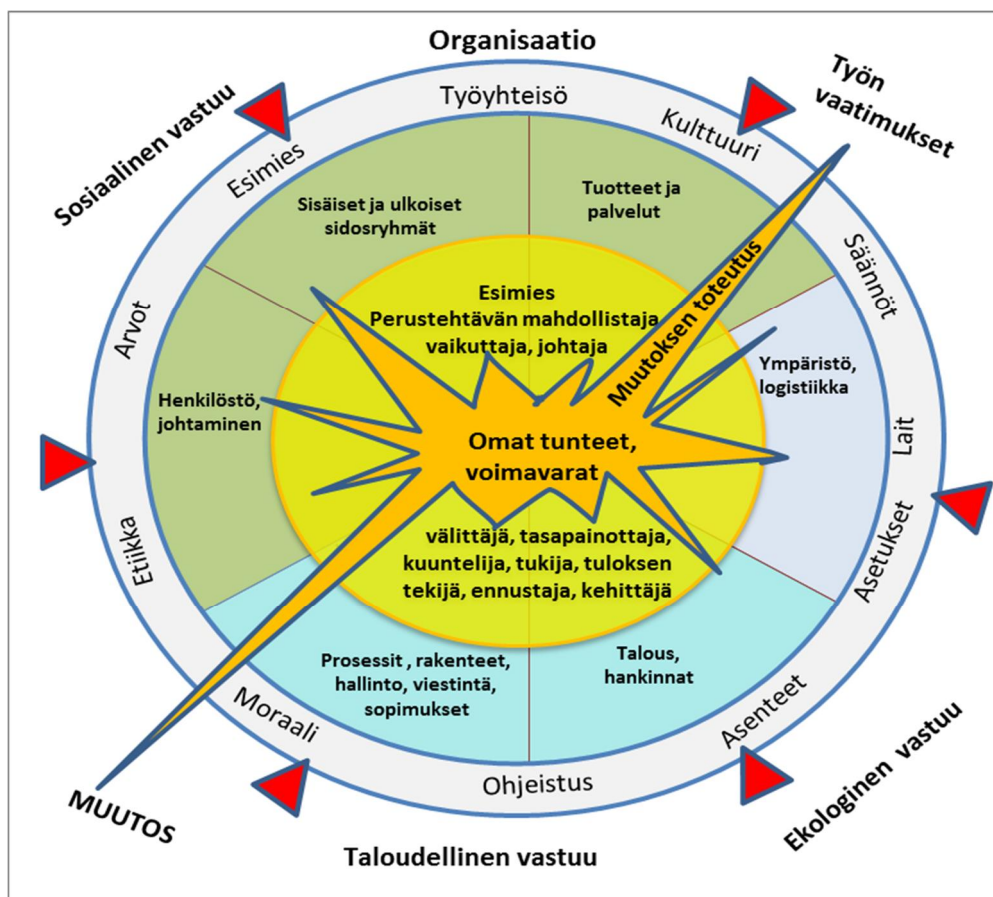 Organisaatio
Työn
vaatimukset
Sosiaalinen vastuu
Työyhteisö
Kulttuuri
Esimies
Säännöt
Arvot
Lait
Etiikka
Asetukset
Moraali
Asenteet
Ohjeistus
Sisäiset ja ulkoiset
sidosryhmät
Tuotteet ja
palvelut
Henkilöstö,
johtaminen
Ympäristö,
logistiikka
Esimies
Perustehtävän mahdollistaja
vaikuttaja, johtaja
Muutoksen toteutus
Omat tunteet,
voimavarat
välittäjä, tasapainottaja,
kuuntelija, tukija, tuloksen
tekijä, ennustaja, kehittäjä
Prosessit , rakenteet,
hallinto, viestintä,
sopimukset
Talous,
hankinnat
MUUTOS
Taloudellinen vastuu
Ekologinen vastuu